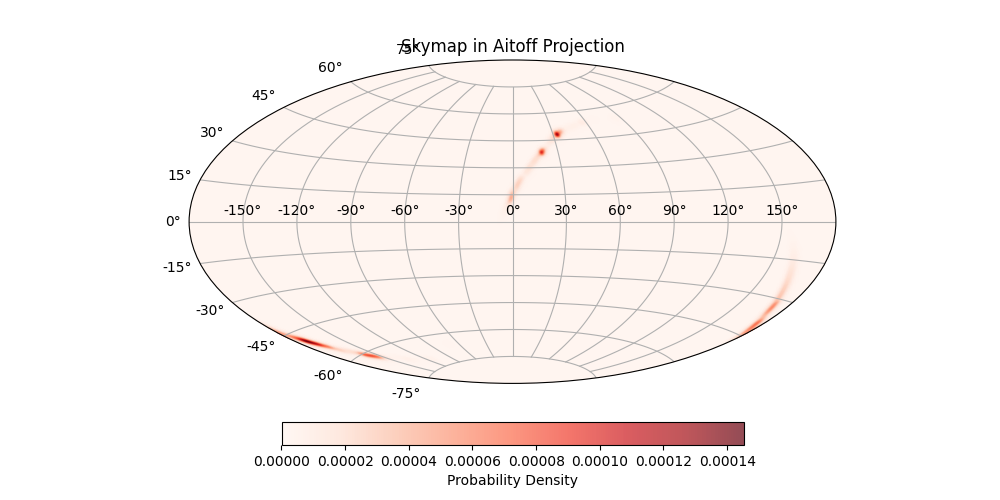 75°
Skymap in Aitoff Projection
60°
45°
30°
15°
-150° -120° -90° -60° -30° 0° 30° 60° 90° 120° 150°
0°
-15°
-30°
-45°
-60°
-75°
0.00000 0.00002 0.00004 0.00006 0.00008 0.00010 0.00012 0.00014
Probability Density